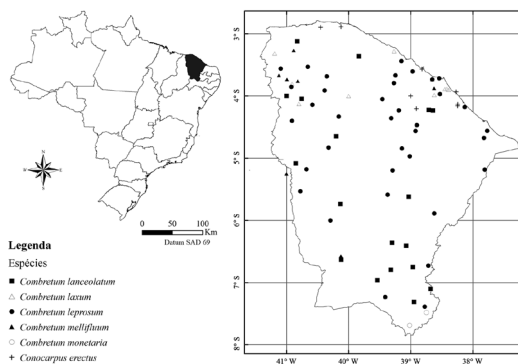 N
W
E
S
0 50 100
Km
Datum SAD 69
Legenda
Espécies
Combretum lanceolatum
Combretum laxum
Combretum leprosum
Combretum mellifluum
Combretum monetaria
Conocarpus erectus
3° S
4° S
5° S
6° S
7° S
8° S
41° W 40° W 39° W 38° W